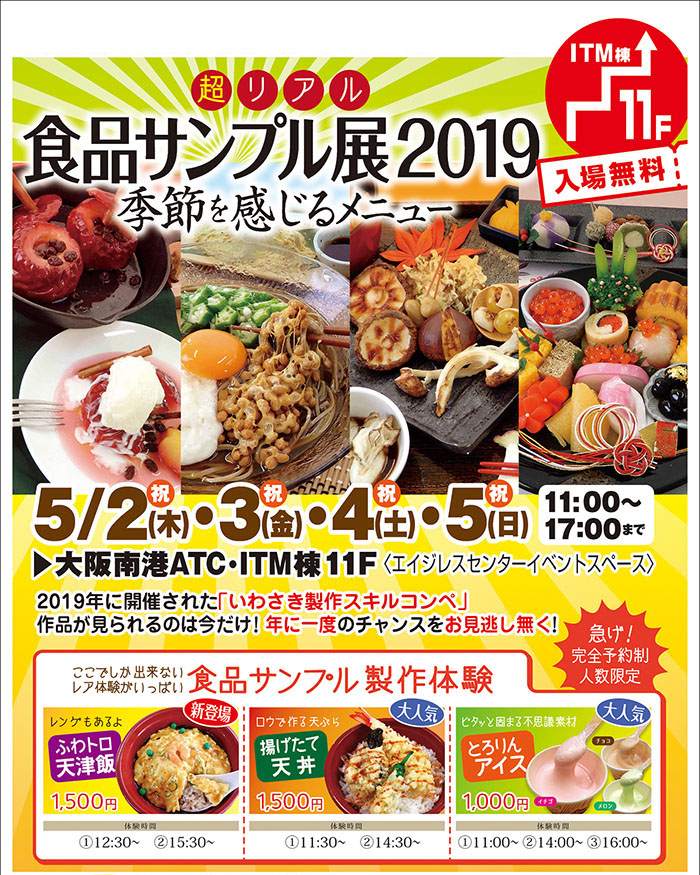 ITM棟
11F
入場無料
超リアル
食品サンプル展2019
季節を感じるメニュー
5/2(木)祝・3(金)祝・4(土)祝・5(日)祝
11:00〜
17:00まで
▶大阪南港ATC・ITM棟11F〈エイジレスセンターイベントスペース〉
2019年に開催された「いわさき製作スキルコンペ」
作品が見られるのは今だけ!年に一度のチャンスをお見逃し無く!
急げ!
完全予約制
人数限定
ここでしか出来ない
レア体験がいっぱい
食品サンプル製作体験
レンゲもあるよ
新登場
ふわトロ
天津飯
1,500円
体験時間
①12:30~ ②15:30~
ロウで作る天ぷら
大人気
揚げたて
天丼
1,500円
体験時間
①11:30~ ②14:30~
ピタッと固まる不思議素材
大人気
とろりん
アイス
1,000円
チョコ
イチゴ
メロン
体験時間
①11:00~ ②14:00~ ③16:00~